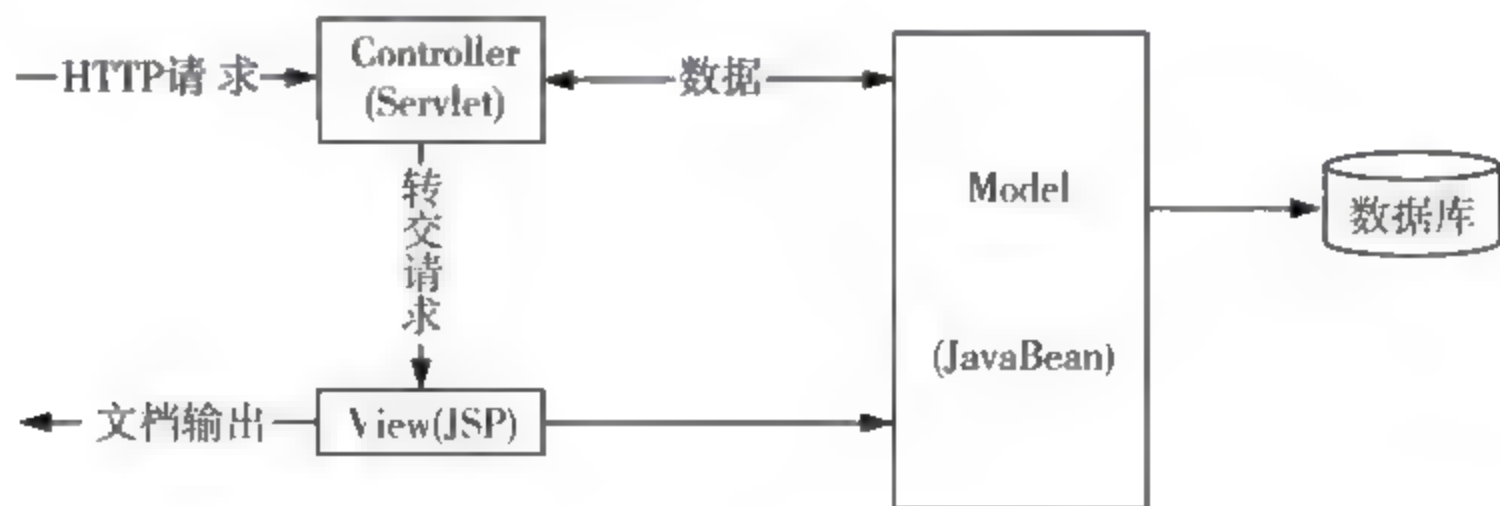 HTTP请求
Controller
(Servlet)
数据
转交请求
Model
(JavaBean)
数据库
文档输出
View(JSP)